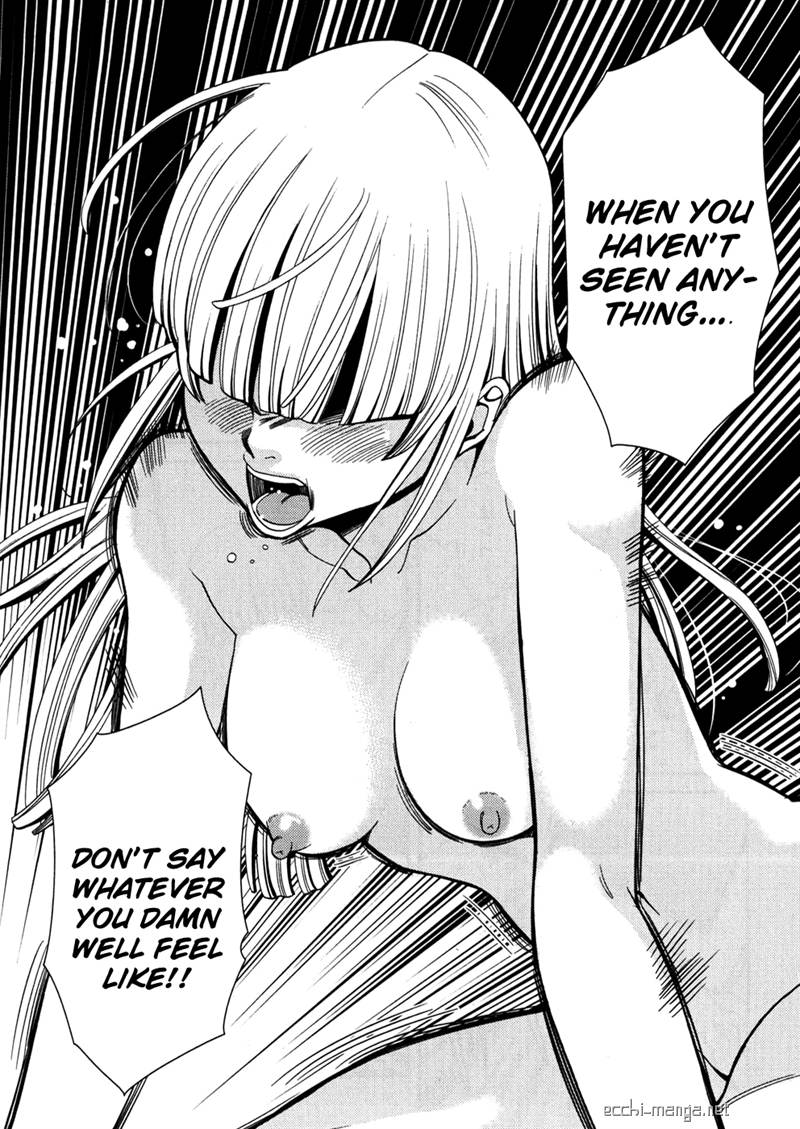 WHEN YOU
HAVEN'T
SEEN ANY-
THING....
DON'T SAY
WHATEVER
YOU DAMN
WELL FEEL
LIKE!!
ecchi-manga.net